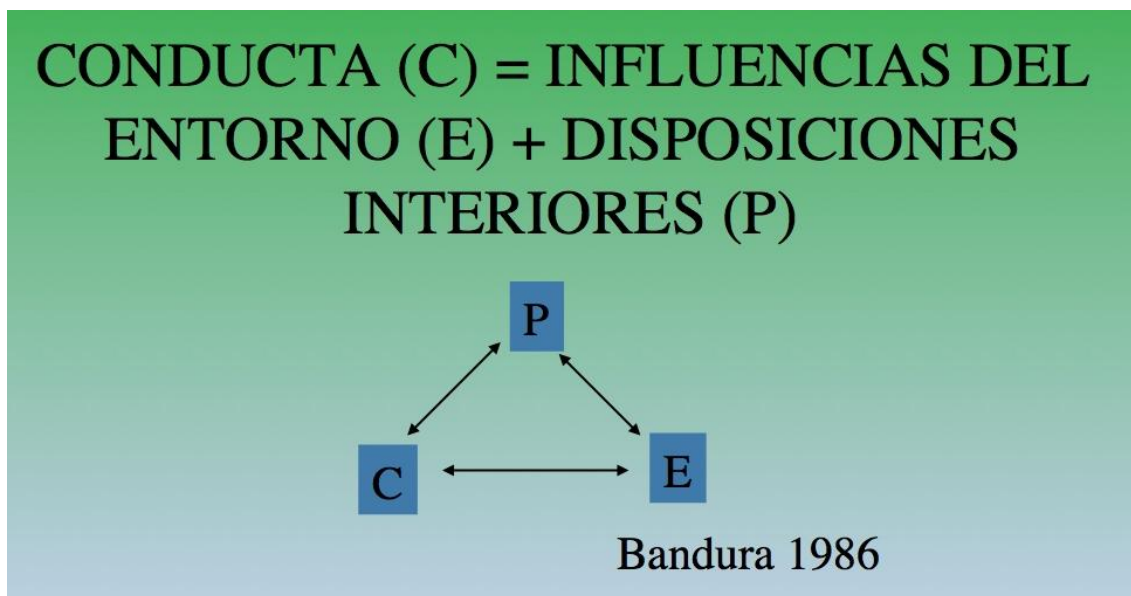 CONDUCTA (C) = INFLUENCIAS DEL
ENTORNO (E) + DISPOSICIONES
INTERIORES (P)
P
C
E
Bandura 1986